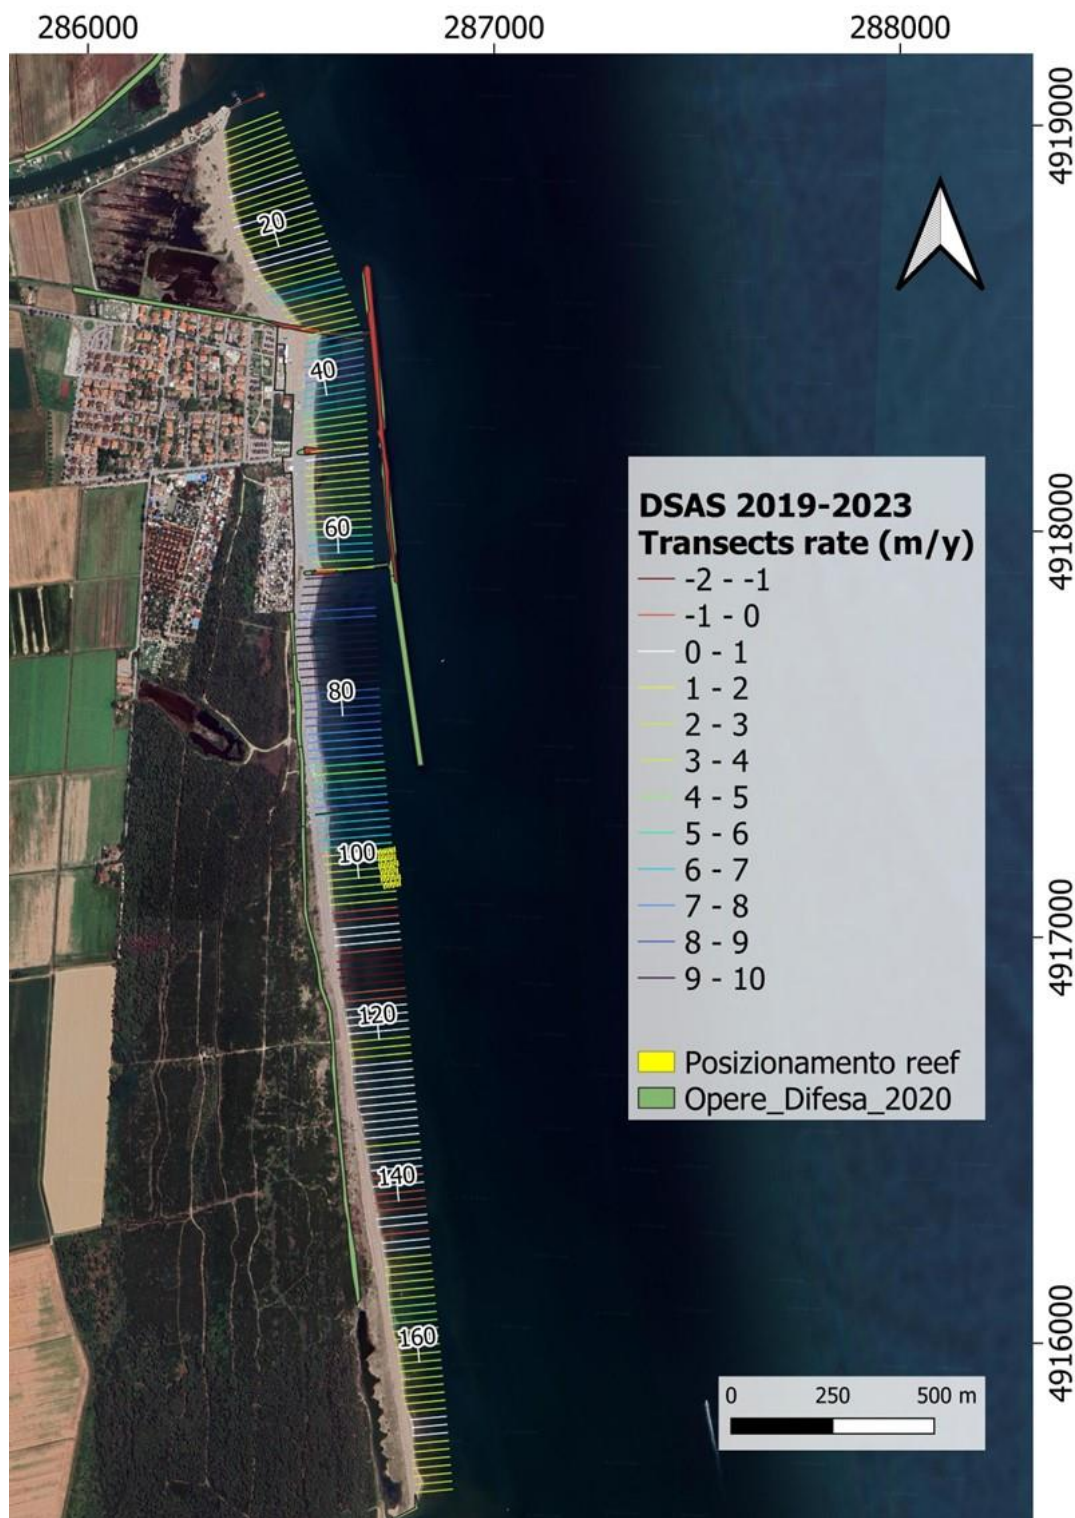 286000
287000
288000
4919000
20
40
4918000
60
DSAS 2019-2023
Transects rate (m/y)
-2 - -1
-1 - 0
0 - 1
1 - 2
2 - 3
3 - 4
4 - 5
5 - 6
6 - 7
7 - 8
8 - 9
9 - 10
Posizionamento reef
Opere_Difesa_2020
80
100
4917000
120
140
160
4916000
0 250 500 m